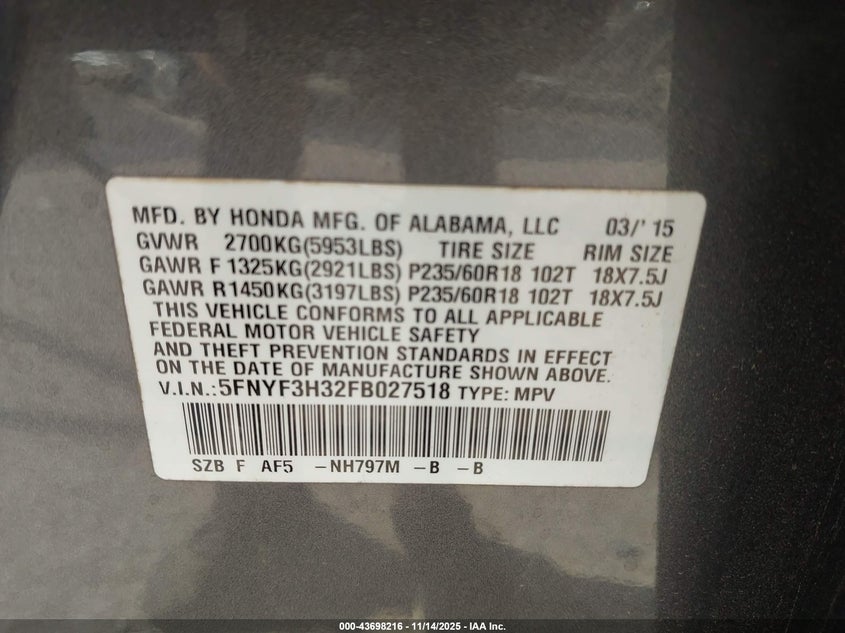 MFD. BY HONDA MFG. OF ALABAMA, LLC 03/' 15
GVWR 2700KG(5953LBS) TIRE SIZE RIM SIZE
GAWR F 1325KG(2921LBS) P235/60R18 102T 18X7.5J
GAWR R1450KG(3197LBS) P235/60R18 102T 18X7.5J
THIS VEHICLE CONFORMS TO ALL APPLICABLE
FEDERAL MOTOR VEHICLE SAFETY
AND THEFT PREVENTION STANDARDS IN EFFECT
ON THE DATE OF MANUFACTURE SHOWN ABOVE.
V.I.N.:5FNYF3H32FB027518 TYPE: MPV
SZB F AF5 -NH797M -B -B
000-43698216 - 11/14/2025 - IAA Inc.